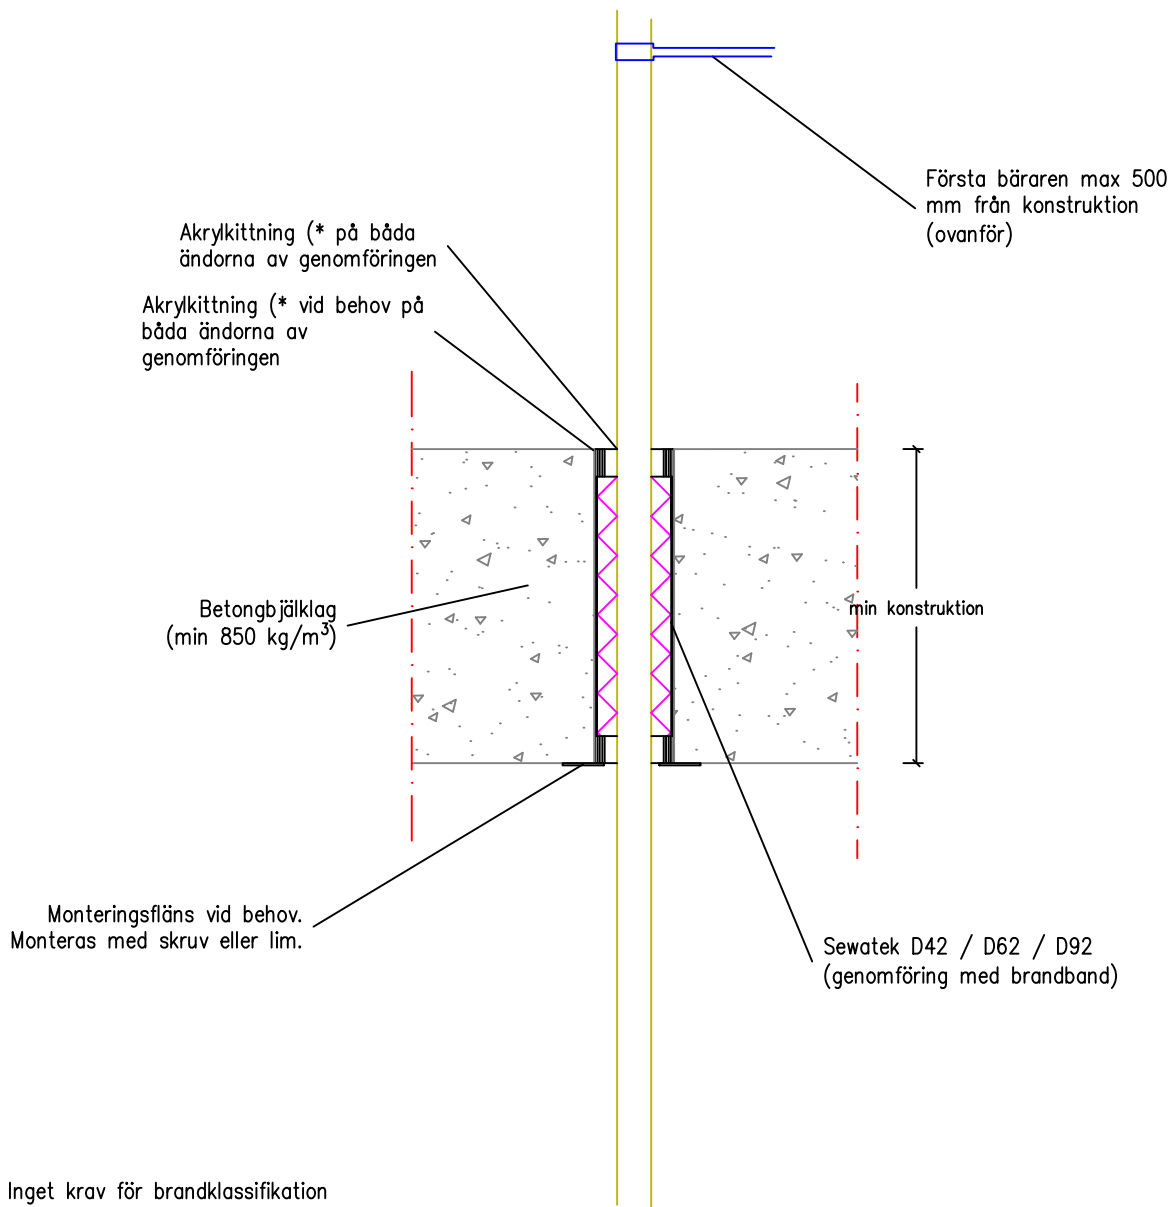 Första bäraren max 500
mm från konstruktion
(ovanför)
Akrylkittning (* på båda
ändorna av genomföringen
Akrylkittning (* vid behov på
båda ändorna av
genomföringen
Betongbjälklag
(min 850 kg/m³)
min konstruktion
Monteringsfläns vid behov.
Monteras med skruv eller lim.
Sewatek D42 / D62 / D92
(genomföring med brandband)
Inget krav för brandklassifikation